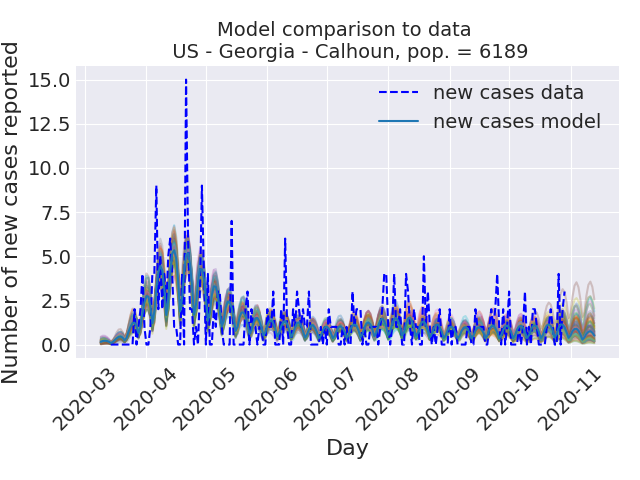 Model comparison to data
US - Georgia - Calhoun, pop. = 6189
Number of new cases reported
15.0
12.5
10.0
7.5
5.0
2.5
0.0
new cases data
new cases model
2020-03
2020-04
2020-05
2020-06
2020-07
2020-08
2020-09
2020-10
2020-11
Day